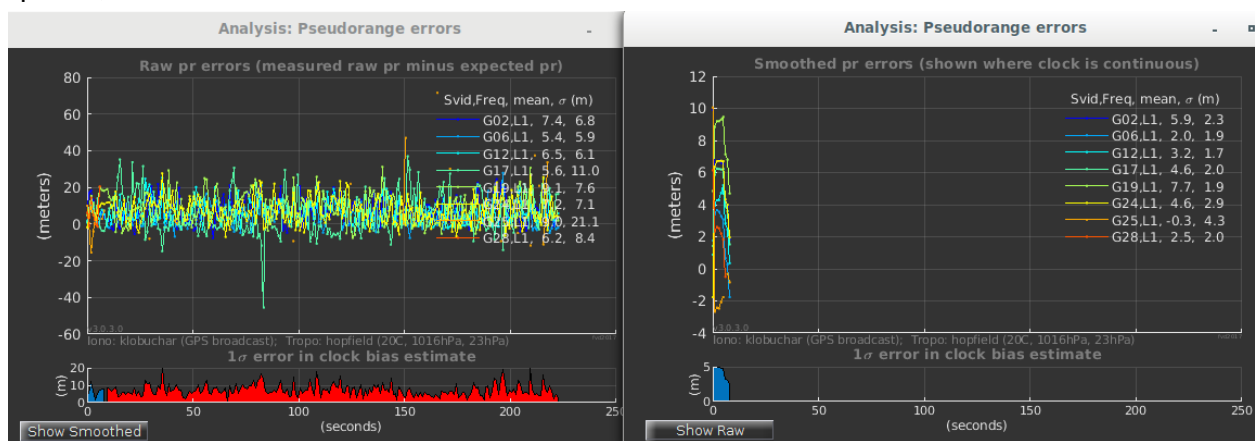 Analysis: Pseudorange errors
-
Raw pr errors (measured raw pr minus expected pr)
80
60
40
20
0
-20
-40
-60
(meters)
Svid,Freq, mean, σ (m)
G02,L1, 7.4, 6.8
G06,L1, 5.4, 5.9
G12,L1, 6.5, 6.1
G17,L1, 5.6, 11.0
7.6
7.1
21.1
G28,L1, 6.2, 8.4
v3.0.3.0
Iono: klobuchar (GPS broadcast); Tropo: hopfield (20C, 1016hPa, 23hPa)
1σ error in clock bias estimate
20
10
0
(m)
0 50 100 150 200 250
(seconds)
Show Smoothed
Analysis: Pseudorange errors
-
Smoothed pr errors (shown where clock is continuous)
12
10
8
6
4
2
0
-2
-4
(meters)
Svid,Freq, mean, σ (m)
G02,L1, 5.9, 2.3
G06,L1, 2.0, 1.9
G12,L1, 3.2, 1.7
G17,L1, 4.6, 2.0
G19,L1, 7.7, 1.9
G24,L1, 4.6, 2.9
G25,L1, -0.3, 4.3
G28,L1, 2.5, 2.0
v3.0.3.0
Iono: klobuchar (GPS broadcast); Tropo: hopfield (20C, 1016hPa, 23hPa)
1σ error in clock bias estimate
5
0
(m)
0 50 100 150 200 250
(seconds)
Show Raw